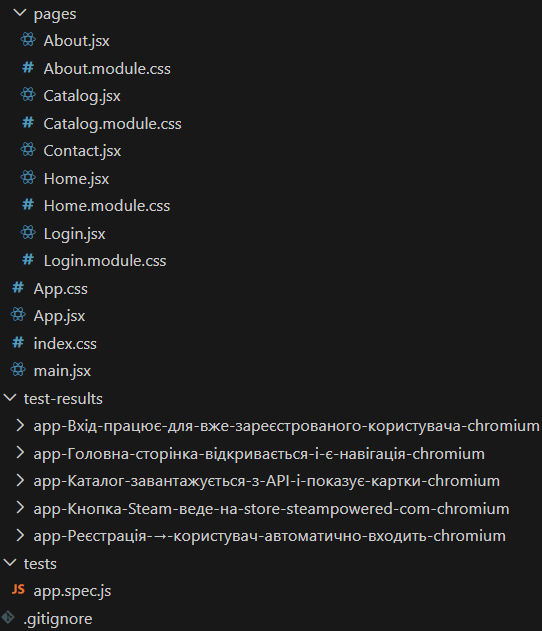 pages
About.jsx
# About.module.css
Catalog.jsx
# Catalog.module.css
Contact.jsx
Home.jsx
# Home.module.css
Login.jsx
# Login.module.css
# App.css
App.jsx
# index.css
main.jsx
test-results
app-Вхід-працює-для-вже-зареєстрованого-користувача-chromium
app-Головна-сторінка-відкривається-і-є-навігація-chromium
app-Каталог-завантажується-з-API-і-показує-картки-chromium
app-Кнопка-Steam-веде-на-store-steampowered-com-chromium
app-Реєстрація-→-користувач-автоматично-входить-chromium
tests
JS app.spec.js
.gitignore